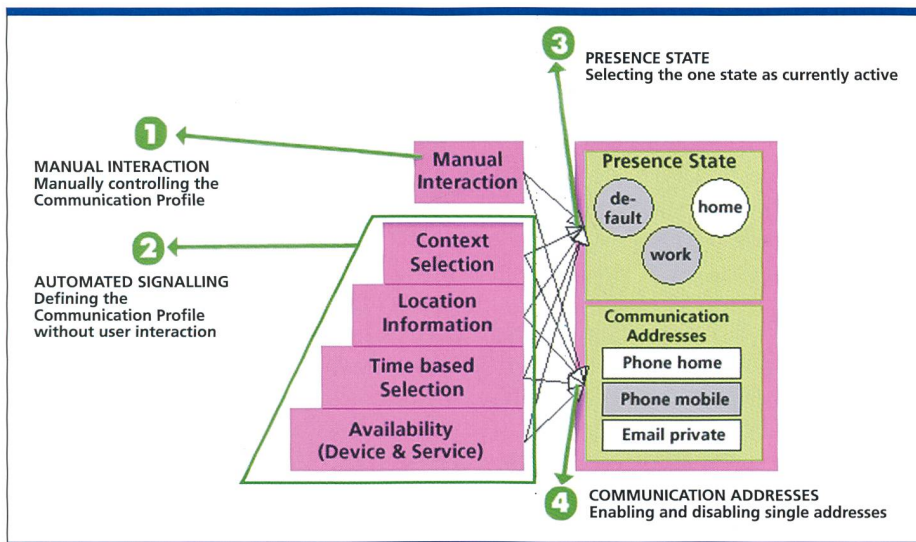 3
PRESENCE STATE
Selecting the one state as currently active
1
MANUAL INTERACTION
Manually controlling the
Communication Profile
2
AUTOMATED SIGNALLING
Defining the
Communication Profile
without user interaction
Manual
Interaction
Context
Selection
Location
Information
Time based
Selection
Availability
(Device & Service)
Presence State
de-
fault
home
work
Communication
Addresses
Phone home
Phone mobile
Email private
4
COMMUNICATION ADDRESSES
Enabling and disabling single addresses